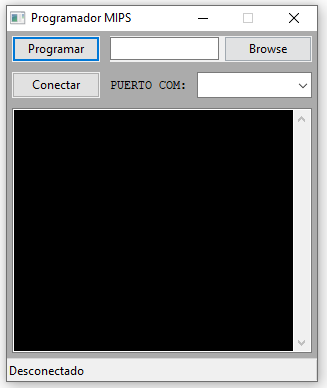 Programador MIPS
Programar Browse
Conectar PUERTO COM:
Desconectado